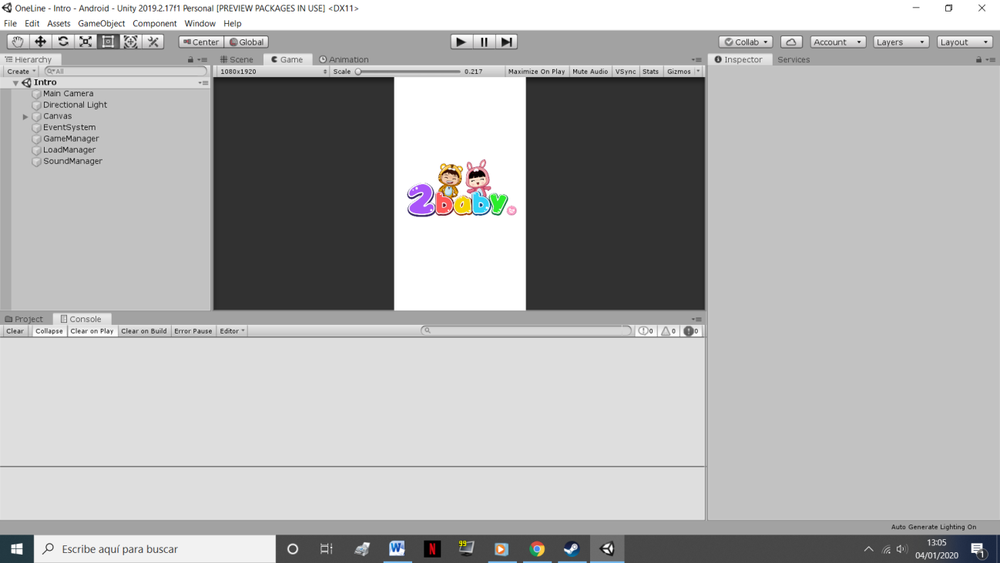 OneLine - Intro - Android - Unity 2019.2.17f1 Personal [PREVIEW PACKAGES IN USE] <DX11>
File Edit Assets GameObject Component Window Help
Center Global Collab Account Layers Layout
Hierarchy Scene Game Animation Inspector Services
Create All 1080x1920 Scale 0.217 Maximize On Play Mute Audio VSync Stats Gizmos
Intro
Main Camera
Directional Light
Canvas
EventSystem
GameManager
LoadManager
SoundManager
2baby
Project Console
Clear Collapse Clear on Play Clear on Build Error Pause Editor 0 0 0
Auto Generate Lighting On
Escribe aquí para buscar 99 13:05
04/01/2020 1